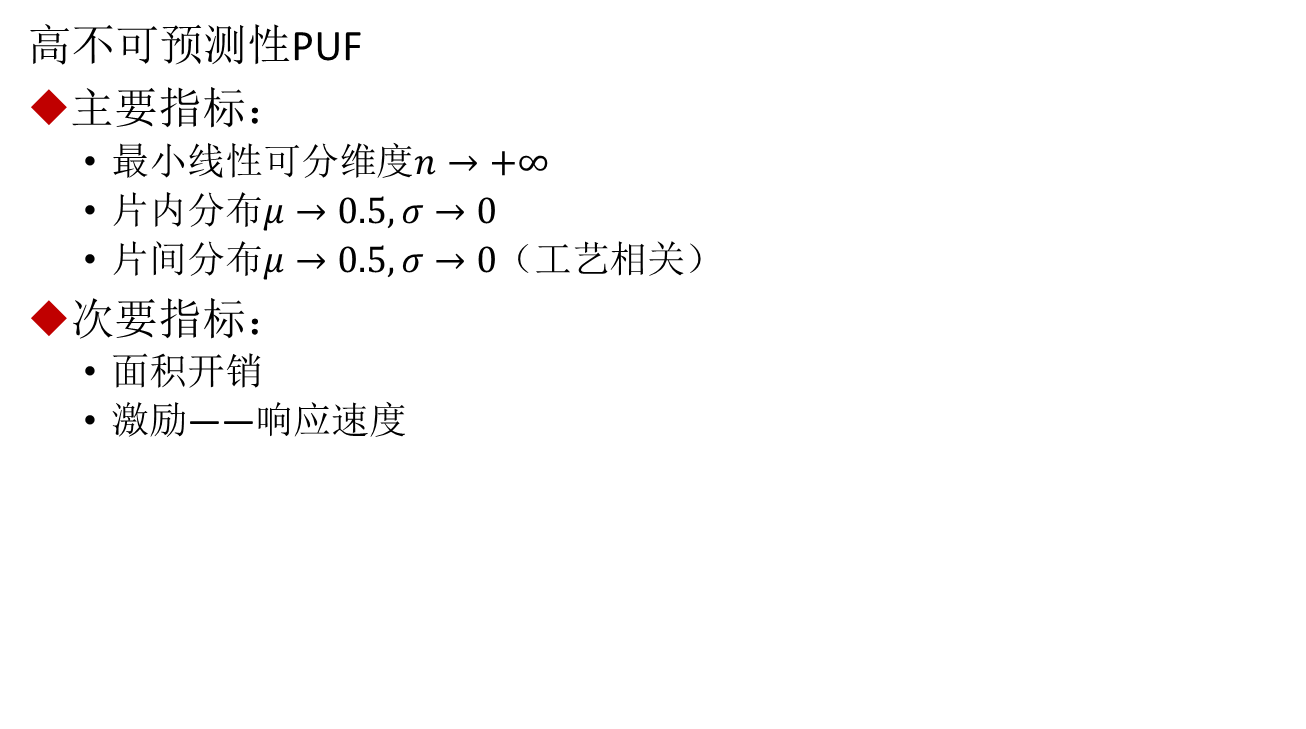 高不可预测性PUF
◆主要指标：
• 最小线性可分维度𝑛 → +∞
• 片内分布𝜇 → 0.5, 𝜎 → 0
• 片间分布𝜇 → 0.5, 𝜎 → 0（工艺相关）
◆次要指标：
• 面积开销
• 激励——响应速度